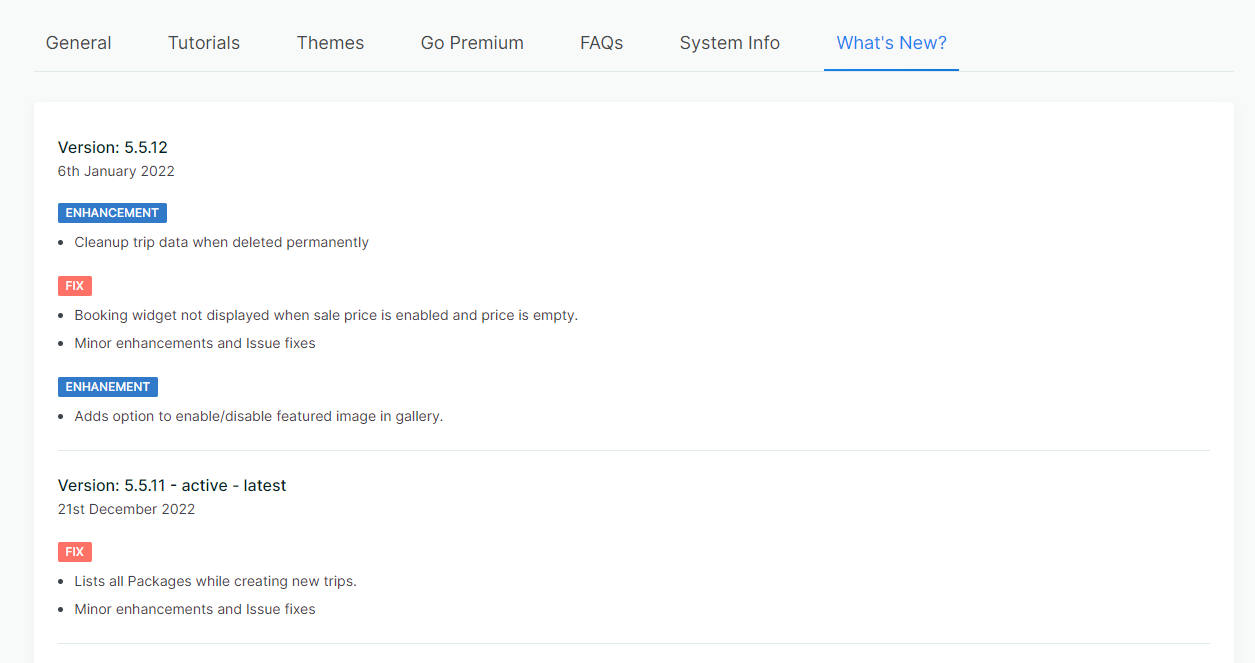 General Tutorials Themes Go Premium FAQs System Info What's New?
Version: 5.5.12
6th January 2022
ENHANCEMENT
• Cleanup trip data when deleted permanently
FIX
• Booking widget not displayed when sale price is enabled and price is empty.
• Minor enhancements and Issue fixes
ENHANEMENT
• Adds option to enable/disable featured image in gallery.
Version: 5.5.11 - active - latest
21st December 2022
FIX
• Lists all Packages while creating new trips.
• Minor enhancements and Issue fixes